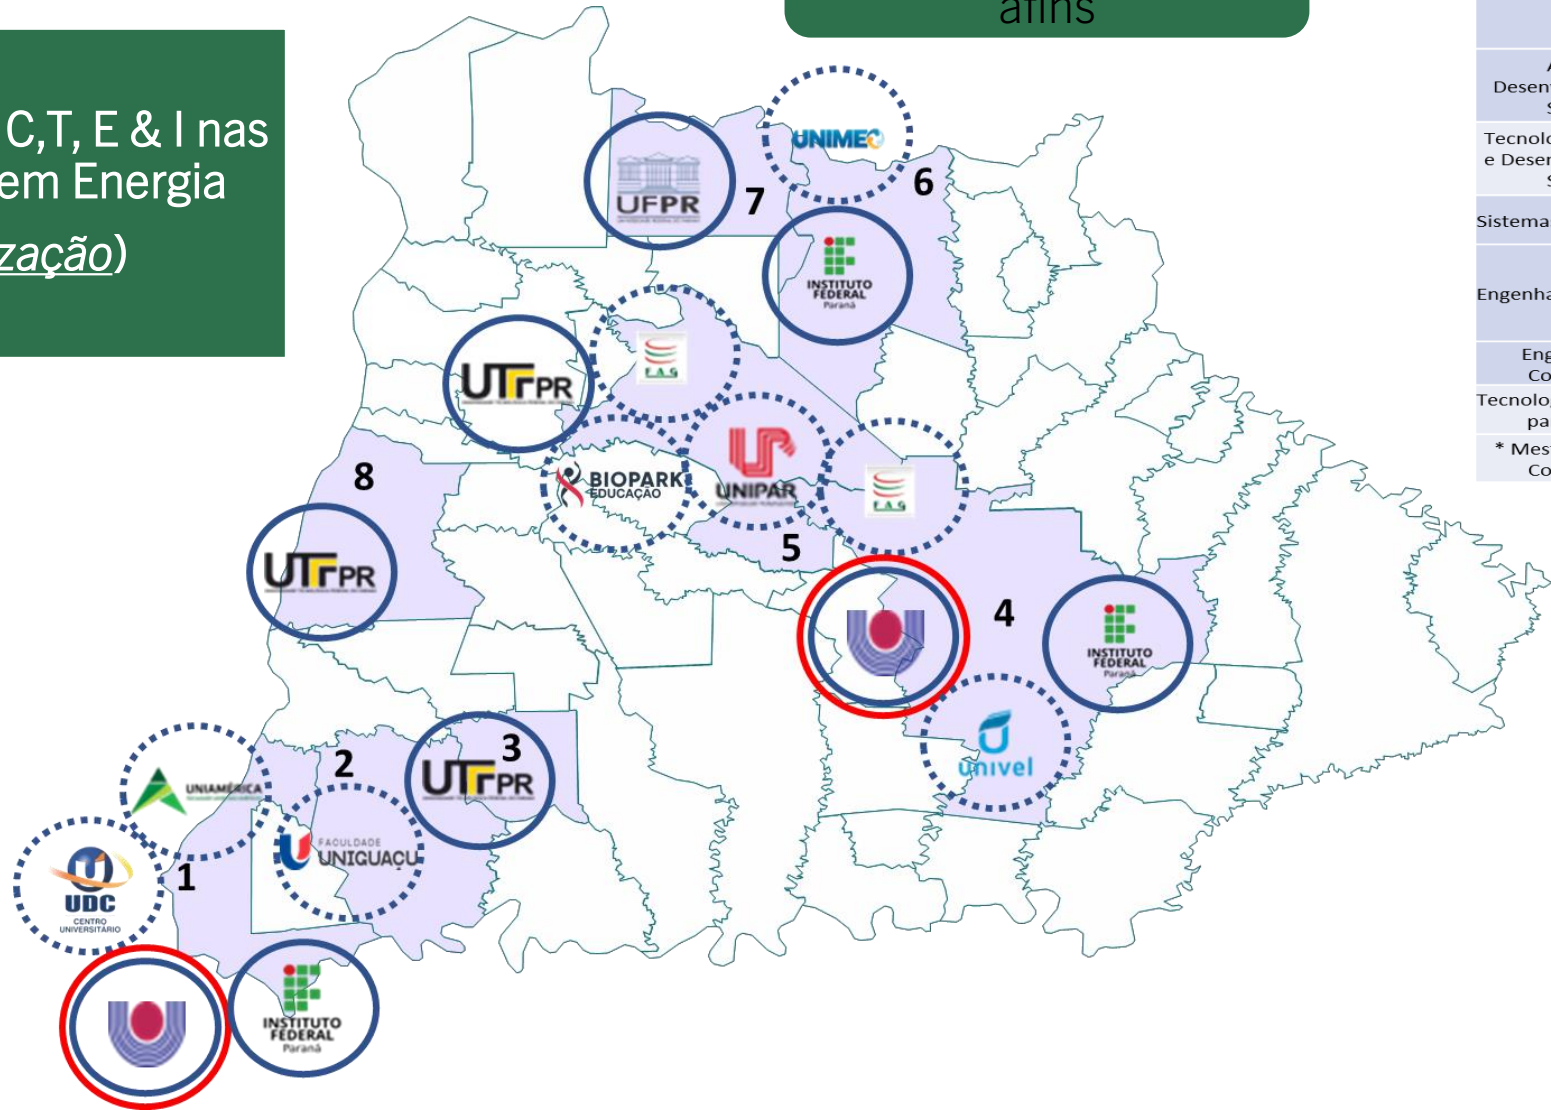 afins
C,T, E & I nas
em Energia
zação)
Desen
Tecnolo
e Deser
Sistema
Engenha
Eng
Co
Tecnolog
pa
* Mest
Co
UNIMEO
6
UFPR
7
INSTITUTO
FEDERAL
Paraná
UTFPR
F.A.G
8
BIOPARK
EDUCAÇÃO
UNIPAR
F.A.G
5
UTFPR
4
INSTITUTO
FEDERAL
Paraná
univel
2
3
UTFPR
UNIAMÉRICA
FACULDADE
UNIGUAÇU
1
UDC
CENTRO
UNIVERSITÁRIO
INSTITUTO
FEDERAL
Paraná